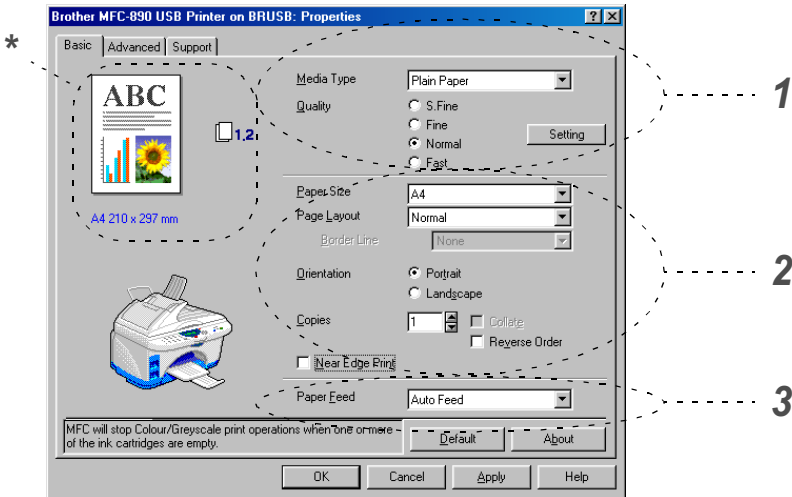 Brother MFC-890 USB Printer on BRUSB: Properties
Basic Advanced Support
*
ABC
1,2
A4 210 x 297 mm
Media Type Plain Paper
Quality S.Fine
Fine
Normal Setting
Fast
1
Paper Size A4
Page Layout Normal
Border Line None
Orientation Portrait
Landscape
2
Copies 1 Collate
Reverse Order
Near Edge Print
Paper Feed Auto Feed
3
MFC will stop Colour/Greyscale print operations when one or more
of the ink cartridges are empty.
Default About
OK Cancel Apply Help